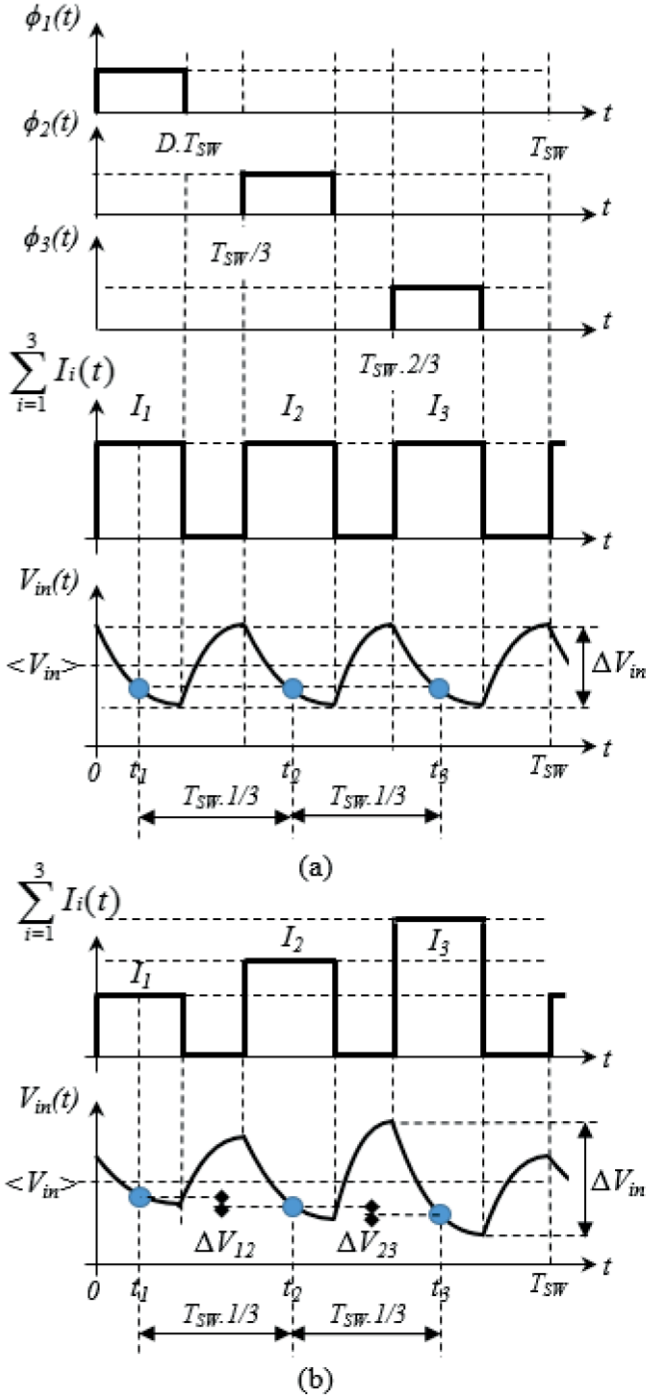 ϕ1(t)
t
ϕ2(t)
D.TSW
TSW
t
ϕ3(t)
TSW/3
t
TSW.2/3
3
∑ Ii(t)
i=1
I1 I2 I3
t
Vin(t)
<Vin>
ΔVin
0 t1 t2 t3 TSW t
TSW.1/3 TSW.1/3
(a)
3
∑ Ii(t)
i=1
I1 I2 I3
t
Vin(t)
<Vin>
ΔVin
ΔV12 ΔV23
0 t1 t2 t3 TSW t
TSW.1/3 TSW.1/3
(b)